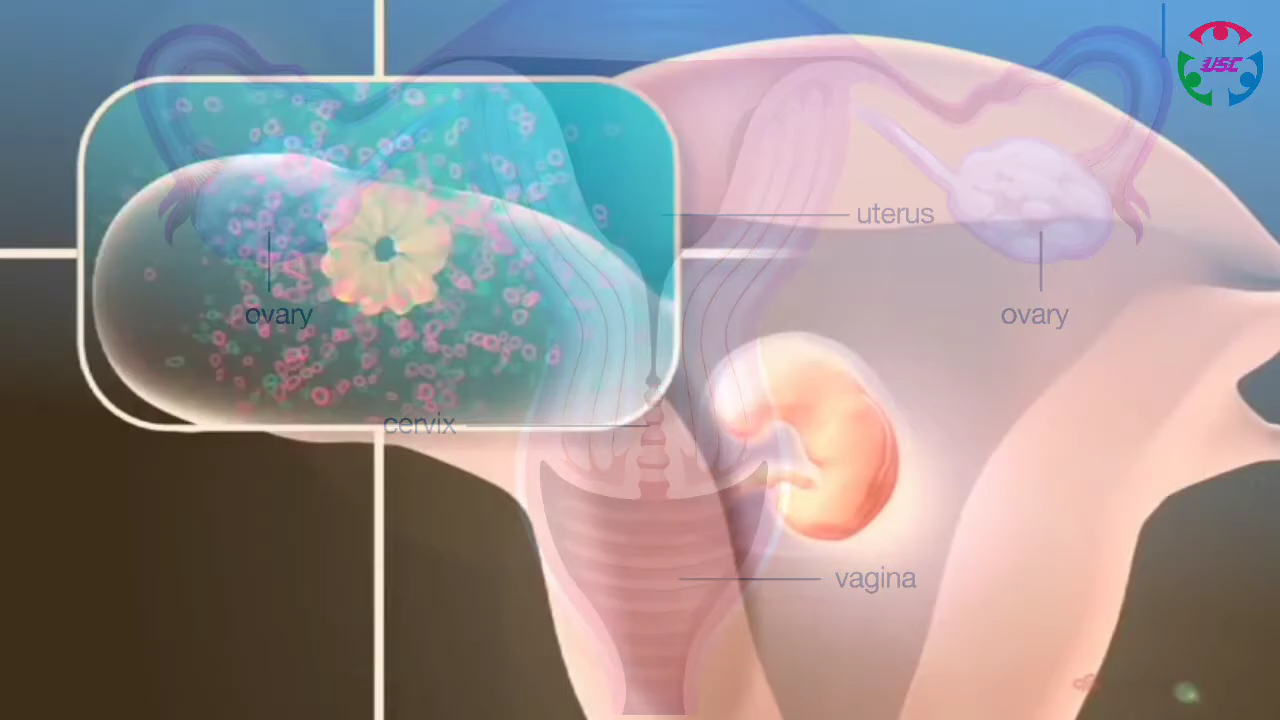 USC
uterus
ovary
ovary
cervix
vagina